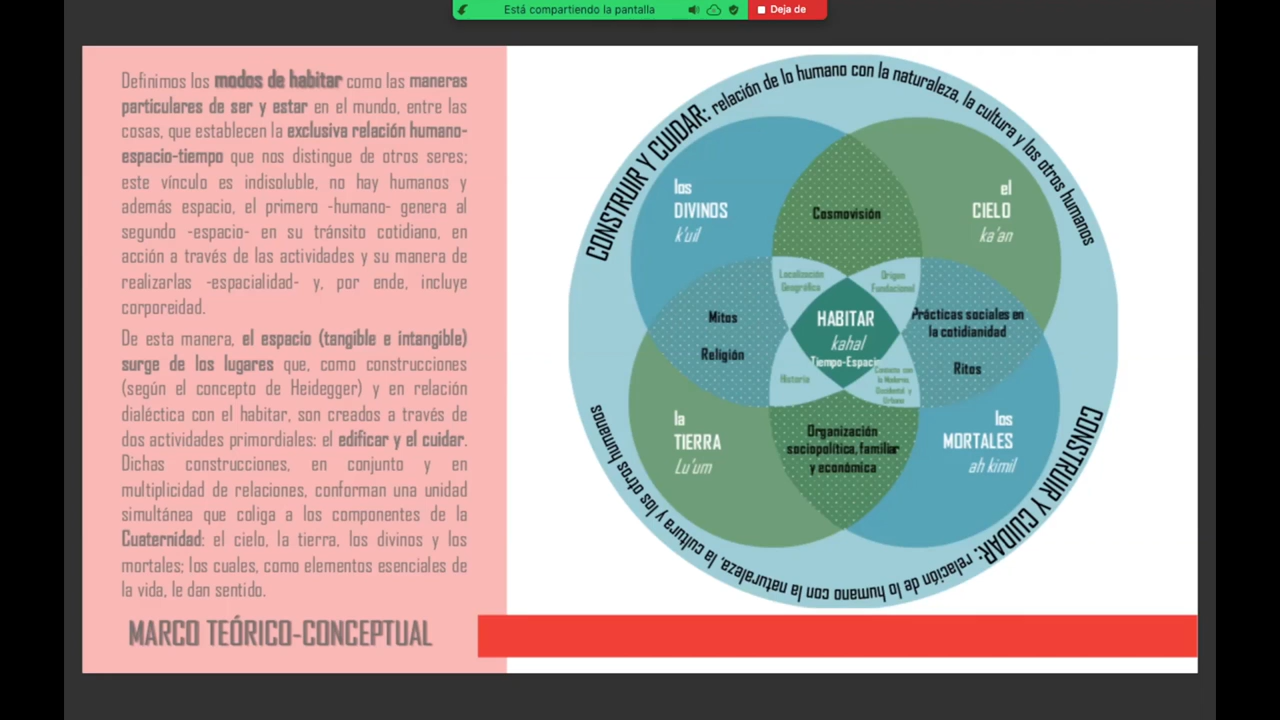 Está compartiendo la pantalla
Deja de
Definimos los modos de habitar como las maneras
particulares de ser y estar en el mundo, entre las
cosas, que establecen la exclusiva relación humano-
espacio-tiempo que nos distingue de otros seres;
este vínculo es indisoluble, no hay humanos y
además espacio, el primero -humano- genera al
segundo -espacio- en su tránsito cotidiano, en
acción a través de las actividades y su manera de
realizarlas -espacialidad- y, por ende, incluye
corporeidad.
De esta manera, el espacio (tangible e intangible)
surge de los lugares que, como construcciones
(según el concepto de Heidegger) y en relación
dialéctica con el habitar, son creados a través de
dos actividades primordiales: el edificar y el cuidar.
Dichas construcciones, en conjunto y en
multiplicidad de relaciones, conforman una unidad
simultánea que coliga a los componentes de la
Cuaternidad: el cielo, la tierra, los divinos y los
mortales; los cuales, como elementos esenciales de
la vida, le dan sentido.
MARCO TEÓRICO-CONCEPTUAL
CONSTRUIR Y CUIDAR: relación de lo humano con la naturaleza, la cultura y los otros humanos
los
DIVINOS
k'uil
Cosmovisión
el
CIELO
ka'an
Localización
Geográfica
Origen
Fundacional
Mitos
Religión
HABITAR
kahal
Tiempo-Espacio
Prácticas sociales en
la cotidianidad
Ritos
Historia
Contacto con
lo Moderno,
Occidental y
Urbano
la
TIERRA
Lu'um
Organización
sociopolítica, familiar
y económica
los
MORTALES
ah kimil
CONSTRUIR Y CUIDAR: relación de lo humano con la naturaleza, la cultura y los otros humanos